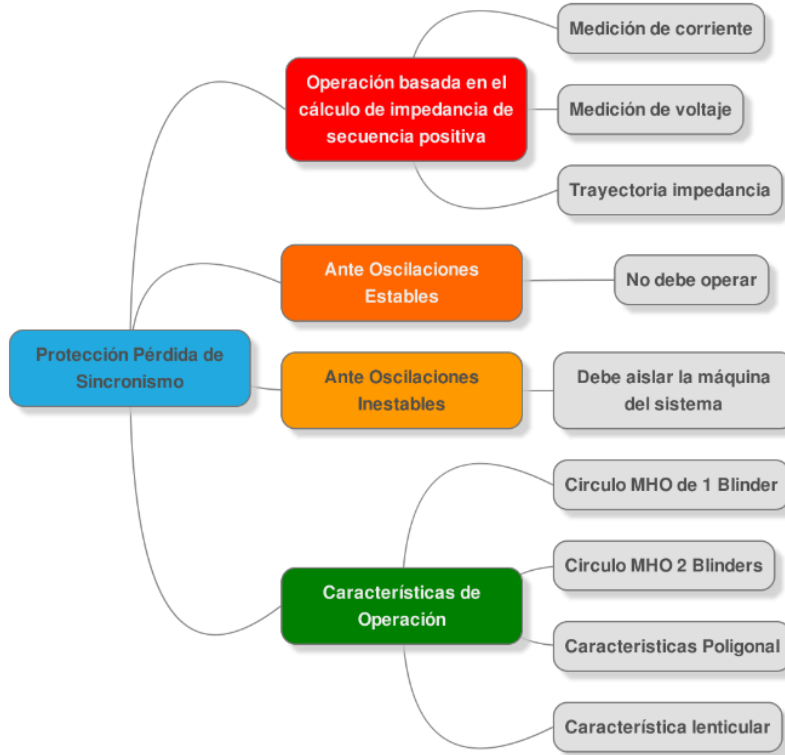 Protección Pérdida de
Sincronismo
Operación basada en el
cálculo de impedancia de
secuencia positiva
Medición de corriente
Medición de voltaje
Trayectoria impedancia
Ante Oscilaciones
Estables
No debe operar
Ante Oscilaciones
Inestables
Debe aislar la máquina
del sistema
Características de
Operación
Circulo MHO de 1 Blinder
Circulo MHO 2 Blinders
Caracteristicas Poligonal
Característica lenticular